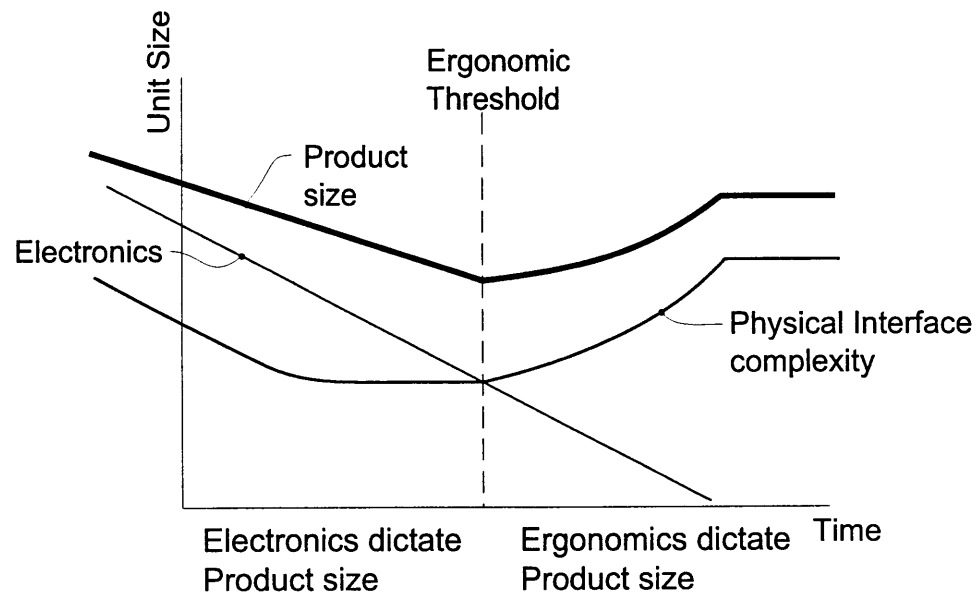 Unit Size
Ergonomic
Threshold
Product
size
Electronics
Physical Interface
complexity
Time
Electronics dictate
Product size
Ergonomics dictate
Product size